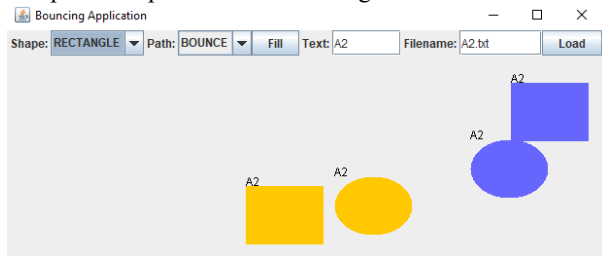 Bouncing Application
Shape: RECTANGLE Path: BOUNCE Fill Text: A2 Filename: A2.txt Load
A2
A2
A2
A2